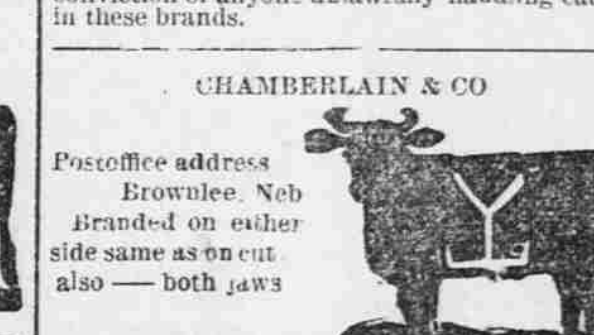 in these brands.
CHAMBERLAIN & CO
Postoffice address
Brownlee, Neb
Branded on either
side same as on cut
also — both jaws